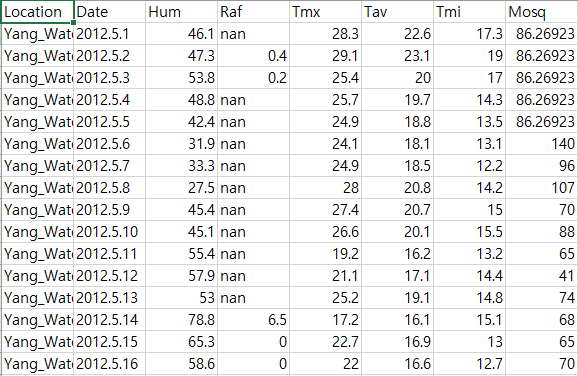 Location Date Hum Raf Tmx Tav Tmi Mosq
Yang_Wat 2012.5.1 46.1 nan 28.3 22.6 17.3 86.26923
Yang_Wat 2012.5.2 47.3 0.4 29.1 23.1 19 86.26923
Yang_Wat 2012.5.3 53.8 0.2 25.4 20 17 86.26923
Yang_Wat 2012.5.4 48.8 nan 25.7 19.7 14.3 86.26923
Yang_Wat 2012.5.5 42.4 nan 24.9 18.8 13.5 86.26923
Yang_Wat 2012.5.6 31.9 nan 24.1 18.1 13.1 140
Yang_Wat 2012.5.7 33.3 nan 24.9 18.5 12.2 96
Yang_Wat 2012.5.8 27.5 nan 28 20.8 14.2 107
Yang_Wat 2012.5.9 45.4 nan 27.4 20.7 15 70
Yang_Wat 2012.5.10 45.1 nan 26.6 20.1 15.5 88
Yang_Wat 2012.5.11 55.4 nan 19.2 16.2 13.2 65
Yang_Wat 2012.5.12 57.9 nan 21.1 17.1 14.4 41
Yang_Wat 2012.5.13 53 nan 25.2 19.1 14.8 74
Yang_Wat 2012.5.14 78.8 6.5 17.2 16.1 15.1 68
Yang_Wat 2012.5.15 65.3 0 22.7 16.9 13 65
Yang_Wat 2012.5.16 58.6 0 22 16.6 12.7 70